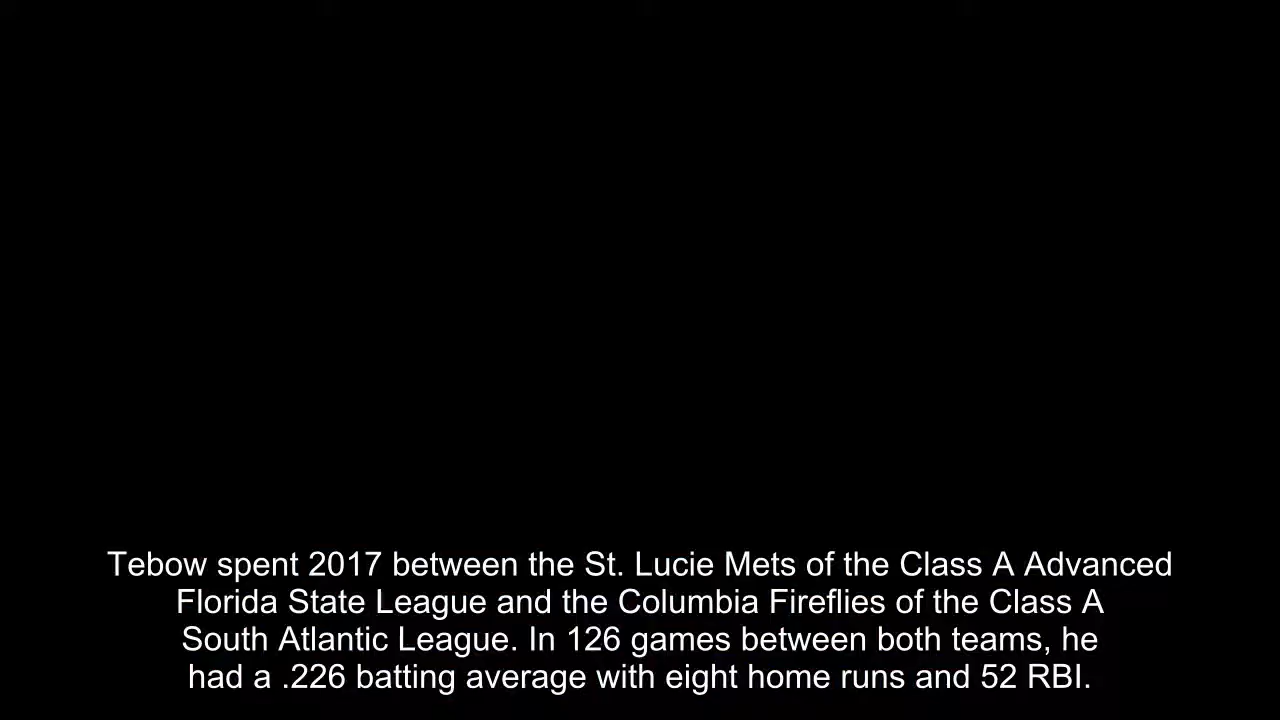 Tebow spent 2017 between the St. Lucie Mets of the Class A Advanced
Florida State League and the Columbia Fireflies of the Class A
South Atlantic League. In 126 games between both teams, he
had a .226 batting average with eight home runs and 52 RBI.